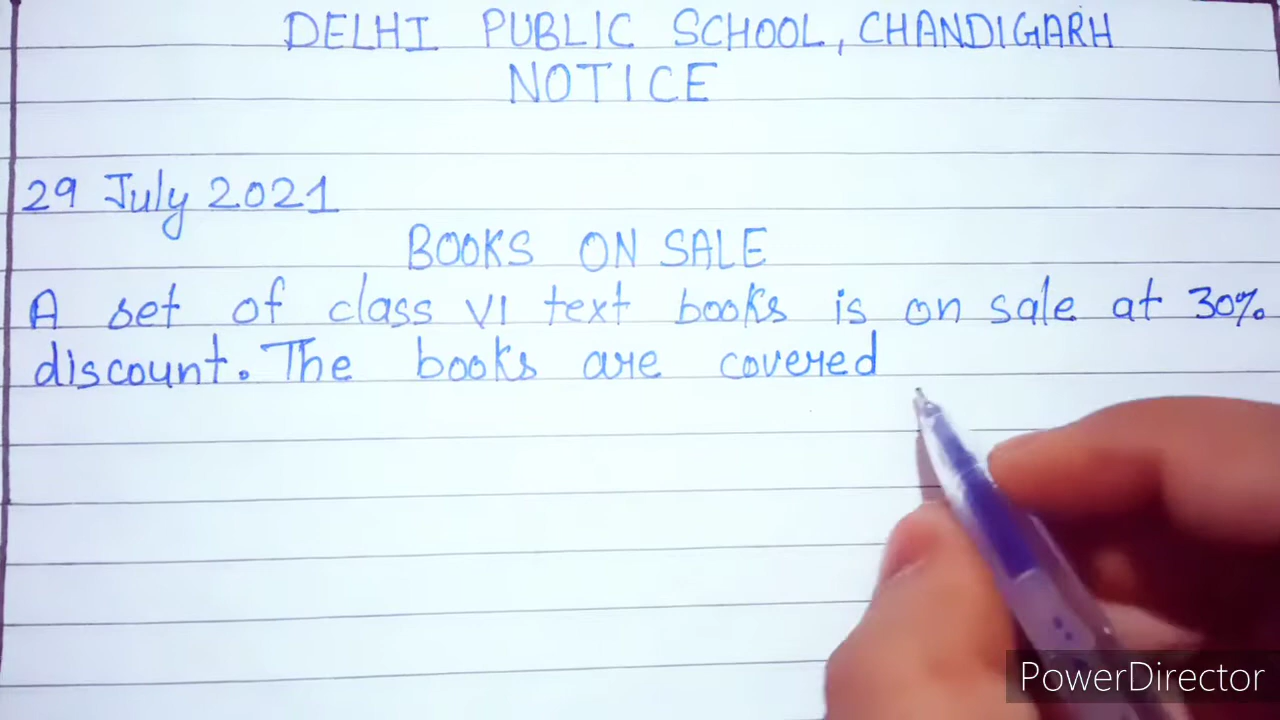 DELHI PUBLIC SCHOOL, CHANDIGARH
NOTICE
29 July 2021
BOOKS ON SALE
A set of class VI text books is on sale at 30%
discount. The books are covered
PowerDirector